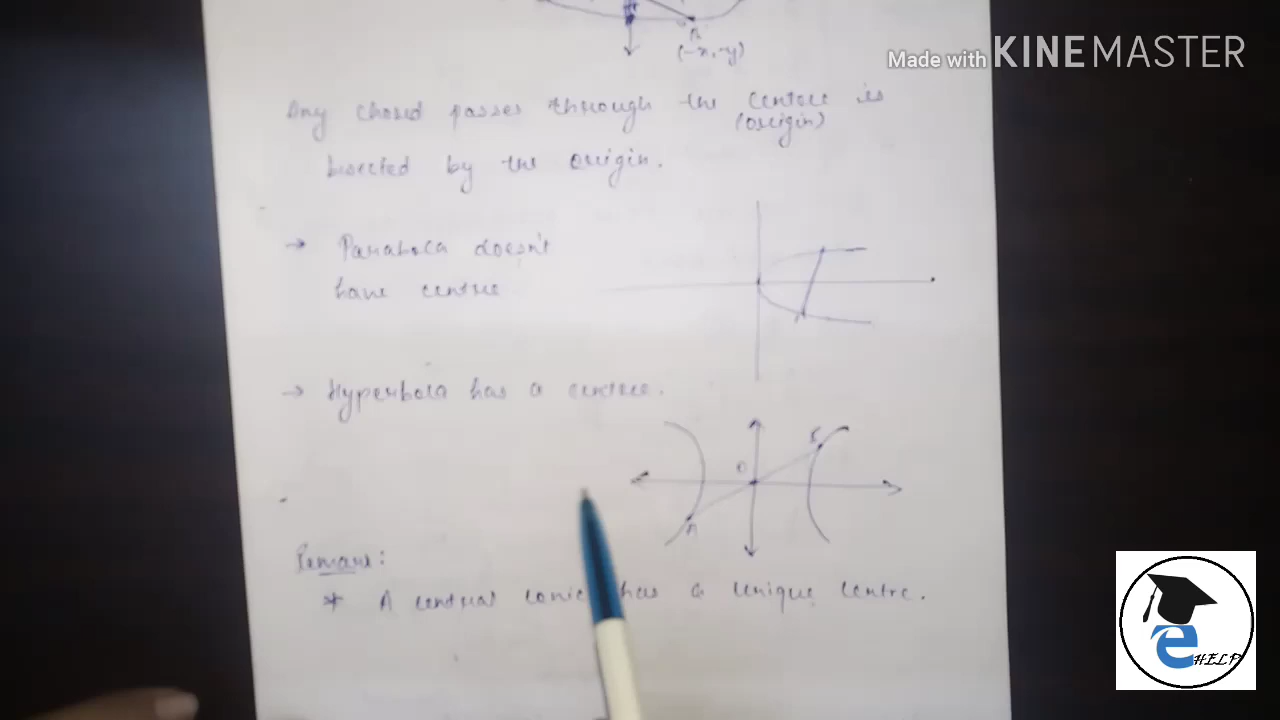 Made with KINEMASTER
A
(-x, -y)
Any chord passes through the centre is
(origin)
bisected by the origin.
→ Parabola doesn't
have centre.
→ Hyperbola has a centre.
B
O
A
Remark:
* A central conic has a unique centre.
e HELP